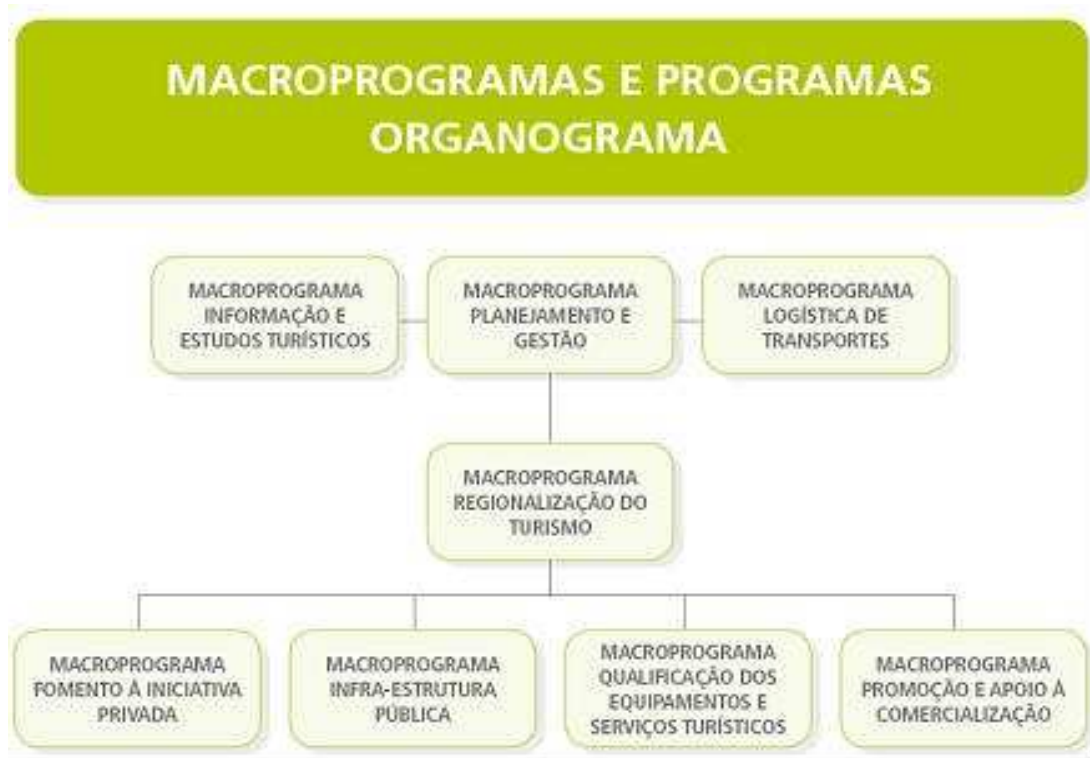 MACROPROGRAMAS E PROGRAMAS
ORGANOGRAMA
MACROPROGRAMA
INFORMAÇÃO E
ESTUDOS TURÍSTICOS
MACROPROGRAMA
PLANEJAMENTO E
GESTÃO
MACROPROGRAMA
LOGÍSTICA DE
TRANSPORTES
MACROPROGRAMA
REGIONALIZAÇÃO DO
TURISMO
MACROPROGRAMA
FOMENTO À INICIATIVA
PRIVADA
MACROPROGRAMA
INFRA-ESTRUTURA
PÚBLICA
MACROPROGRAMA
QUALIFICAÇÃO DOS
EQUIPAMENTOS E
SERVIÇOS TURÍSTICOS
MACROPROGRAMA
PROMOÇÃO E APOIO À
COMERCIALIZAÇÃO